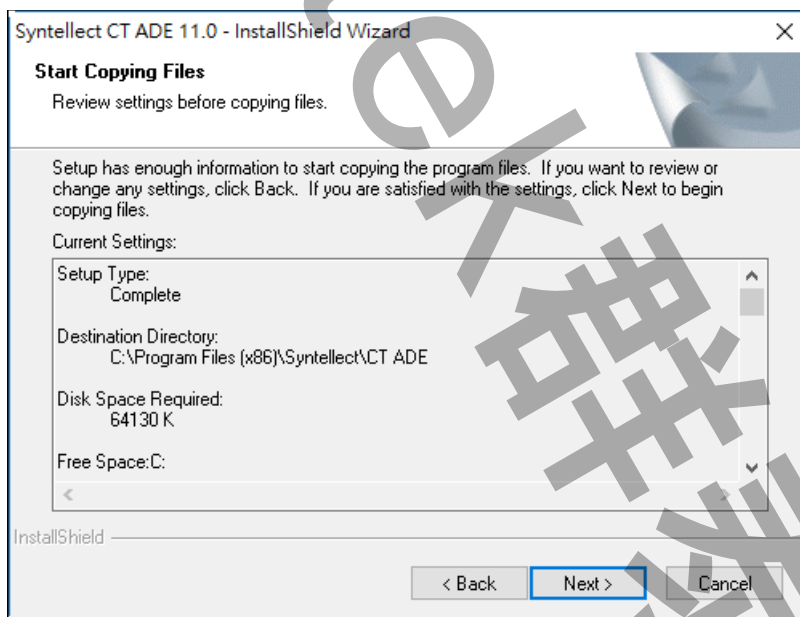 Syntellect CT ADE 11.0 - InstallShield Wizard
Start Copying Files
Review settings before copying files.
Setup has enough information to start copying the program files. If you want to review or
change any settings, click Back. If you are satisfied with the settings, click Next to begin
copying files.
Current Settings:
Setup Type:
Complete
Destination Directory:
C:\Program Files (x86)\Syntellect\CT ADE
Disk Space Required:
64130 K
Free Space:C:
InstallShield
< Back
Next >
Cancel
ek群